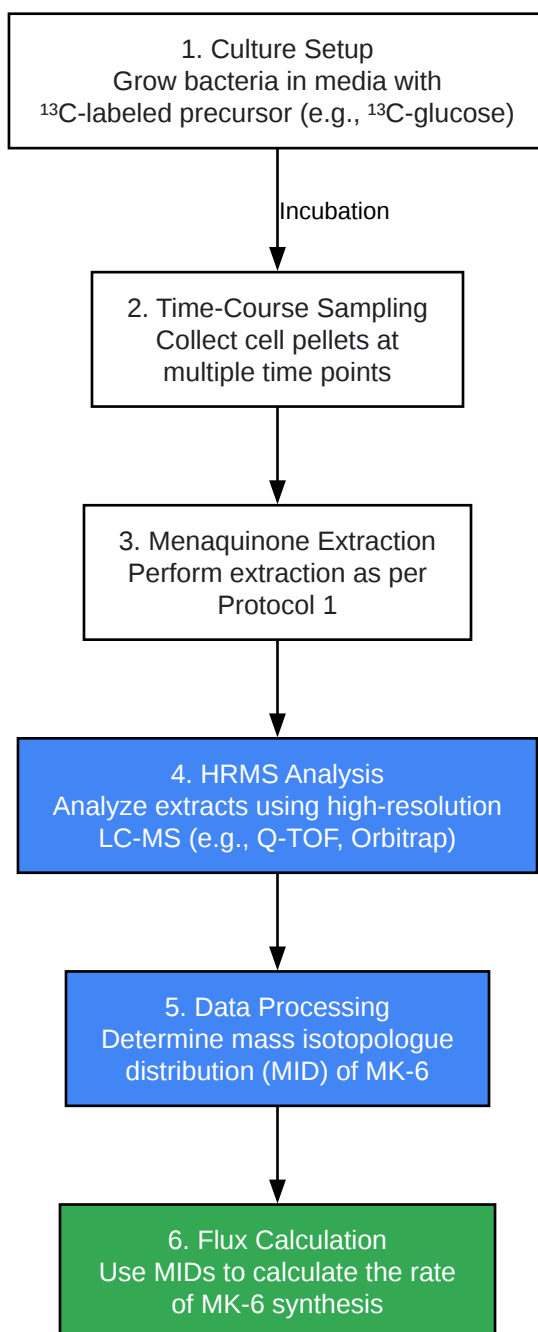 1. Culture Setup
Grow bacteria in media with
¹³C-labeled precursor (e.g., ¹³C-glucose)
Incubation
2. Time-Course Sampling
Collect cell pellets at
multiple time points
3. Menaquinone Extraction
Perform extraction as per
Protocol 1
4. HRMS Analysis
Analyze extracts using high-resolution
LC-MS (e.g., Q-TOF, Orbitrap)
5. Data Processing
Determine mass isotopologue
distribution (MID) of MK-6
6. Flux Calculation
Use MIDs to calculate the rate
of MK-6 synthesis